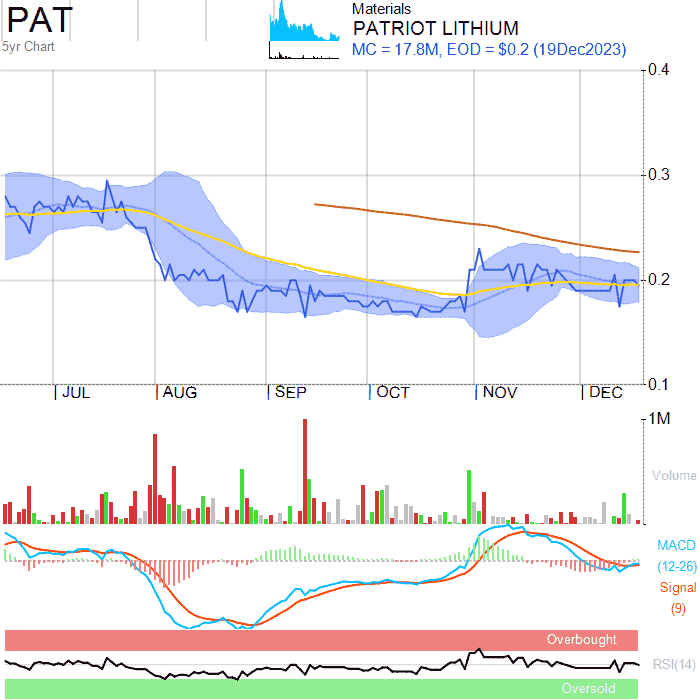 PAT
5yr Chart
Materials
PATRIOT LITHIUM
MC = 17.8M, EOD = $0.2 (19Dec2023)
0.4
0.3
0.2
0.1
JUL AUG SEP OCT NOV DEC
1M
Volume
MACD
(12-26)
Signal
(9)
Overbought
RSI(14)
Oversold